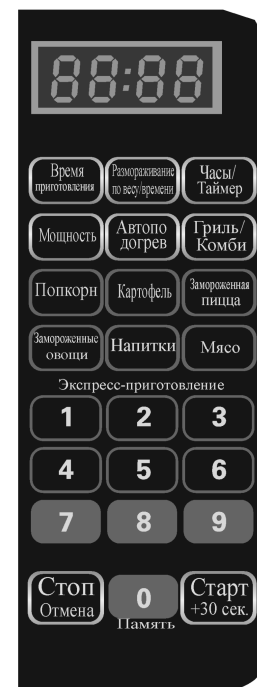 88:88
Время
приготовления
Размораживание
по весу/времени
Часы/
Таймер
Мощность
Автопо
догрев
Гриль/
Комби
Попкорн
Картофель
Замороженная
пицца
Замороженные
овощи
Напитки
Мясо
Экспресс-приготовление
1
2
3
4
5
6
7
8
9
Стоп
Отмена
0
Память
Старт
+30 сек.